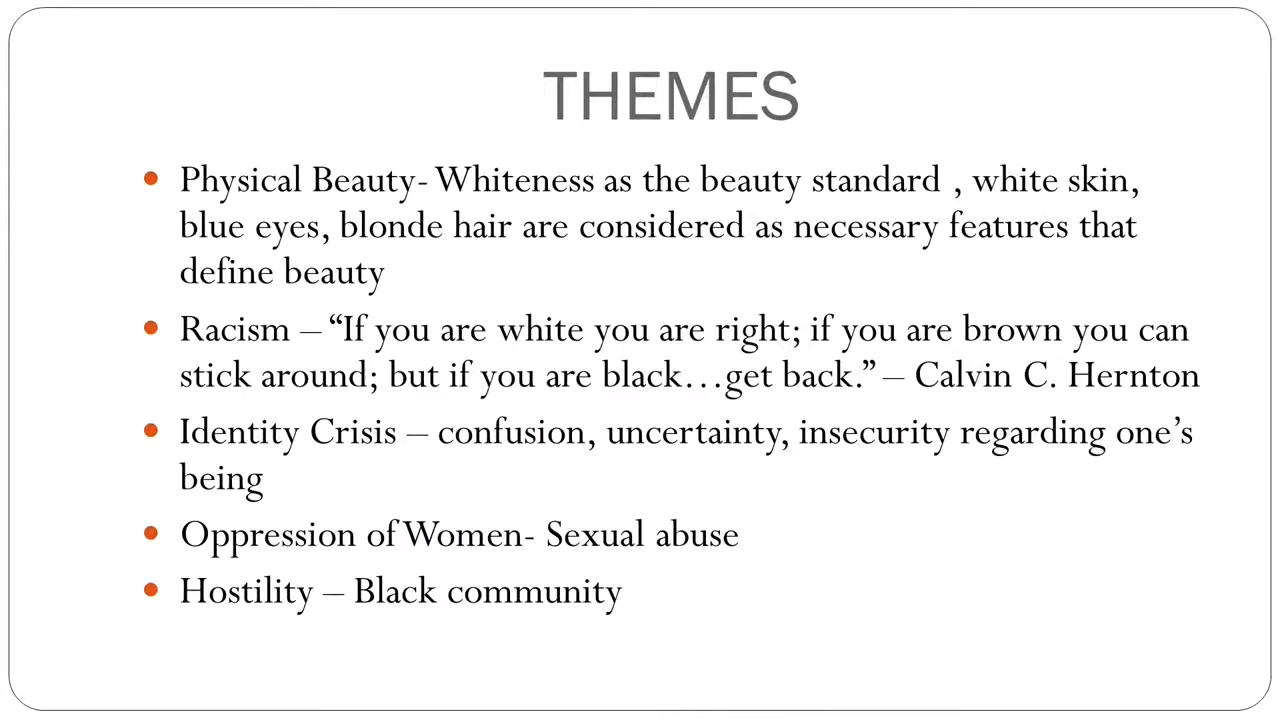 THEMES
• Physical Beauty- Whiteness as the beauty standard , white skin,
blue eyes, blonde hair are considered as necessary features that
define beauty
• Racism – “If you are white you are right; if you are brown you can
stick around; but if you are black…get back.” – Calvin C. Hernton
• Identity Crisis – confusion, uncertainty, insecurity regarding one’s
being
• Oppression of Women- Sexual abuse
• Hostility – Black community